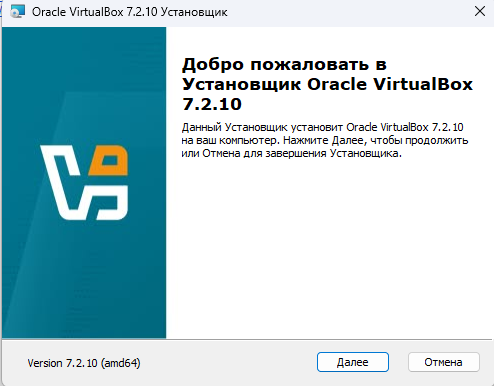 Oracle VirtualBox 7.2.10 Установщик
Добро пожаловать в
Установщик Oracle VirtualBox
7.2.10
Данный Установщик установит Oracle VirtualBox 7.2.10
на ваш компьютер. Нажмите Далее, чтобы продолжить
или Отмена для завершения Установщика.
Version 7.2.10 (amd64)
Далее
Отмена